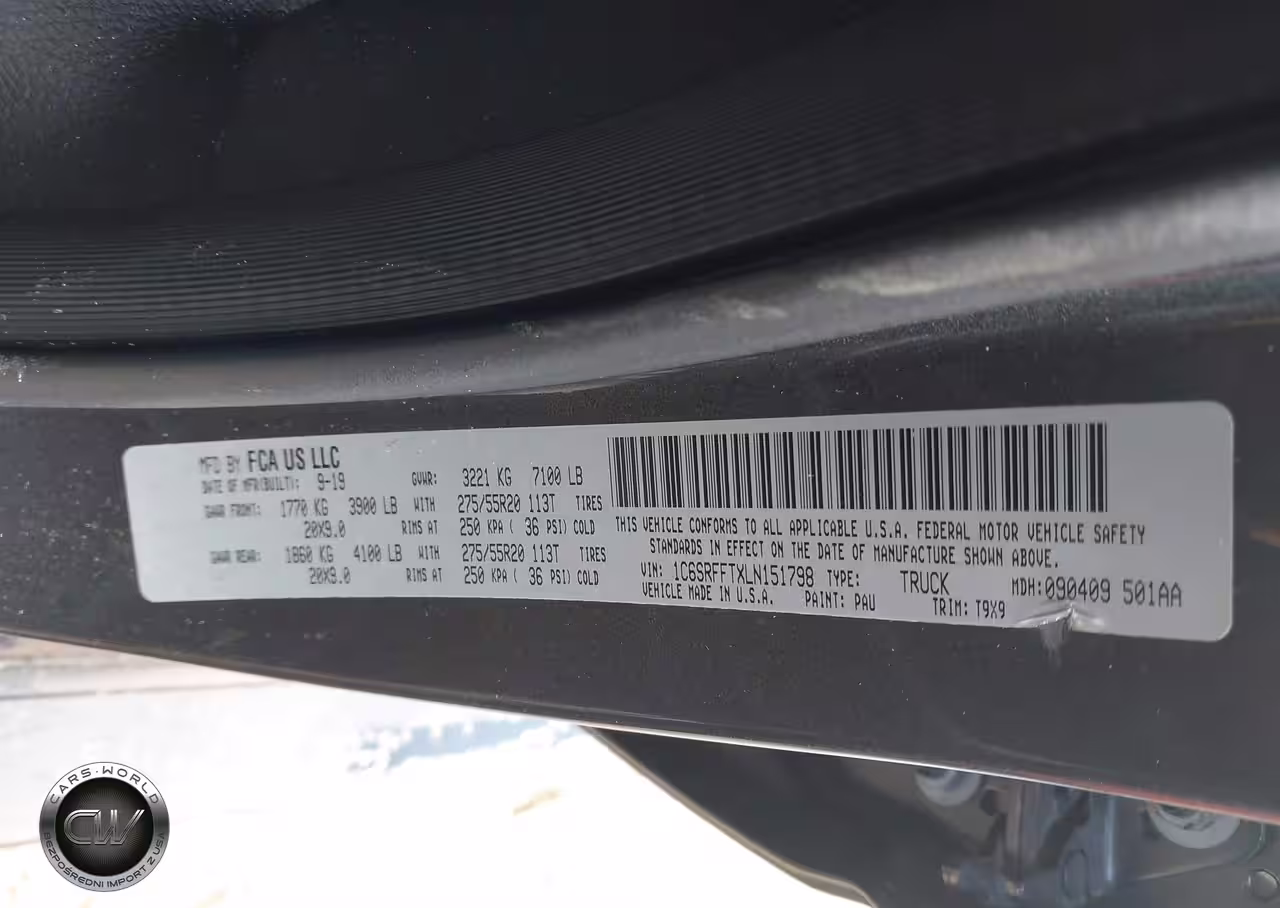 MFD BY FCA US LLC
DATE OF MFR(BUILT): 9-19 GVWR: 3221 KG 7100 LB
GAWR FRONT: 1770 KG 3900 LB WITH 275/55R20 113T TIRES
20X9.0 RIMS AT 250 KPA ( 36 PSI) COLD
GAWR REAR: 1860 KG 4100 LB WITH 275/55R20 113T TIRES
20X9.0 RIMS AT 250 KPA ( 36 PSI) COLD
THIS VEHICLE CONFORMS TO ALL APPLICABLE U.S.A. FEDERAL MOTOR VEHICLE SAFETY
STANDARDS IN EFFECT ON THE DATE OF MANUFACTURE SHOWN ABOVE.
VIN: 1C6SRFFTXLN151798 TYPE: TRUCK MDH:090409 501AA
VEHICLE MADE IN U.S.A. PAINT: PAU TRIM: T9X9
CARS·WORLD
CW
BEZPOŚREDNI IMPORT Z USA